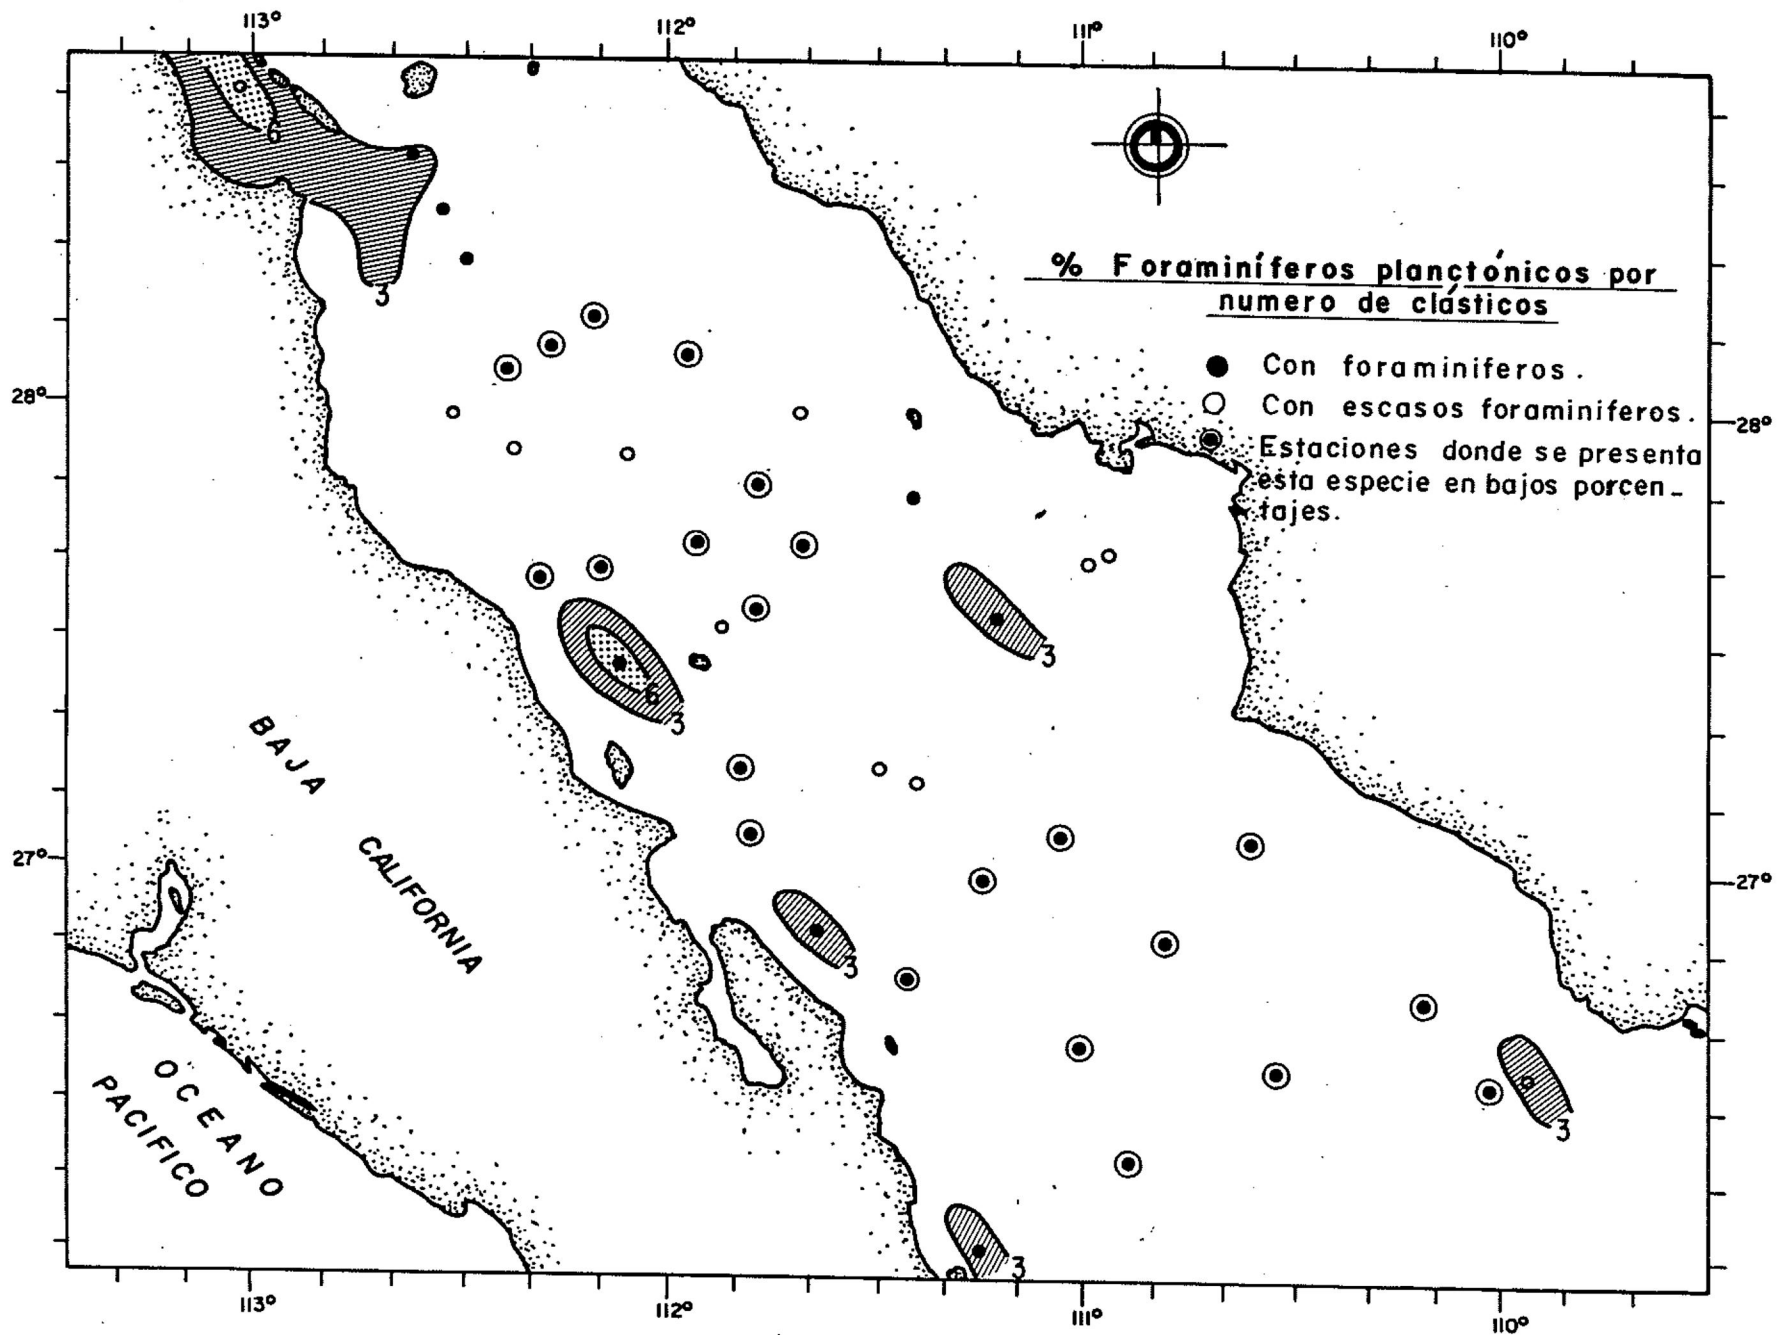 113°
112°
111°
110°
% Foraminíferos planctónicos por
numero de clásticos
Con foraminiferos.
28°
Con escasos foraminiferos.
28°
Estaciones donde se presenta
esta especie en bajos porcen-
tajes.
6
3
3
6
3
BAJA
CALIFORNIA
27°
27°
3
OCEANO
PACIFICO
3
3
113°
112°
111°
110°